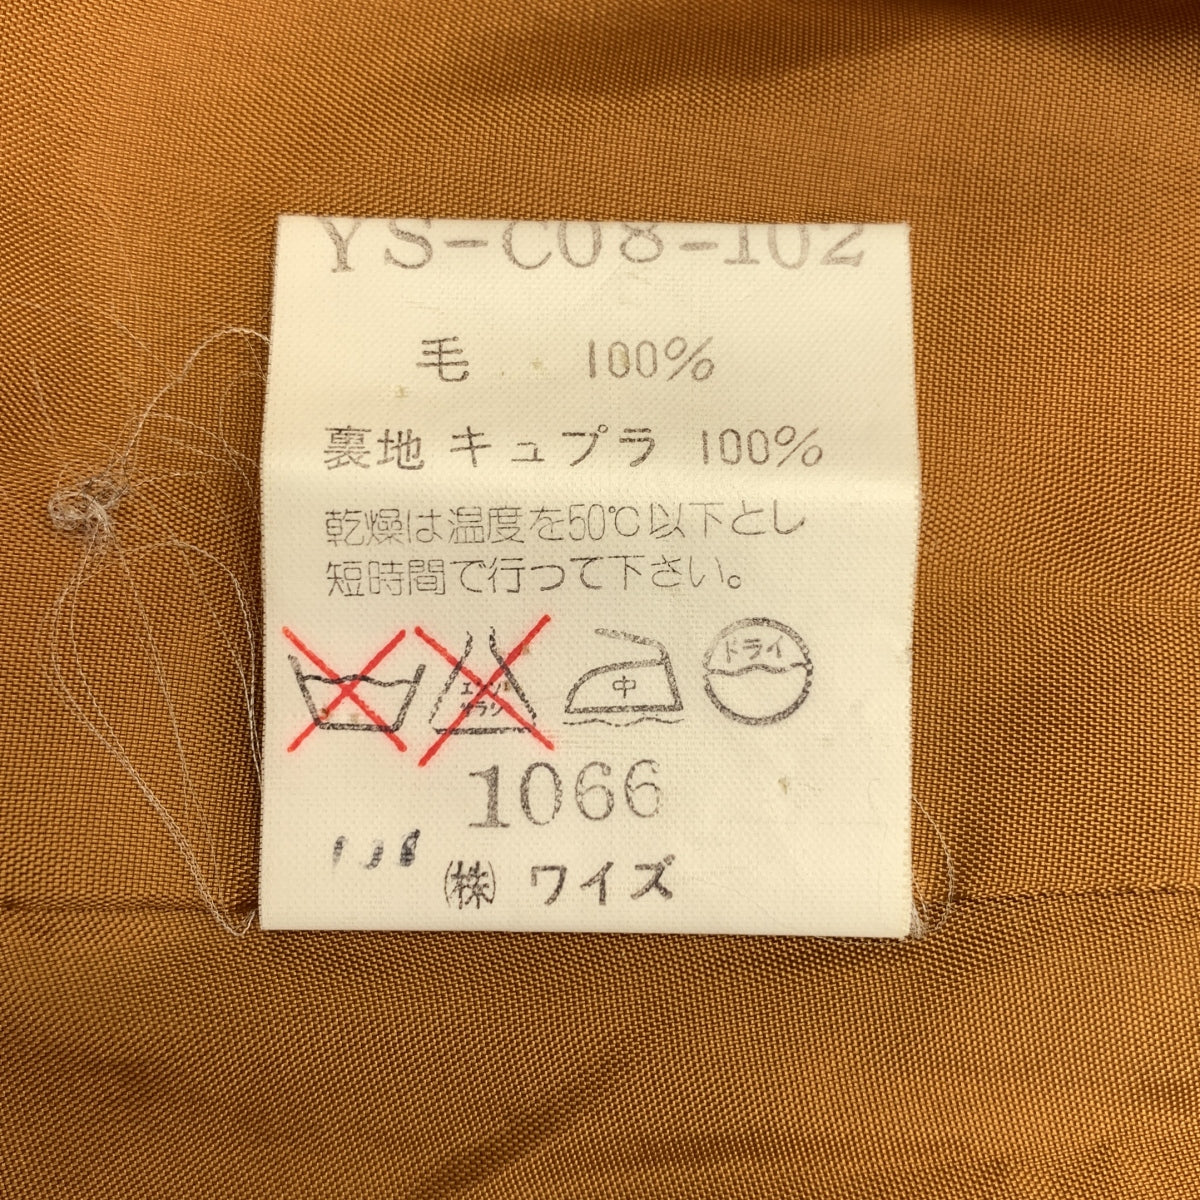 YS-C08-102
毛 100%
裏地 キュプラ 100%
乾燥は温度を50℃以下とし
短時間で行って下さい。
エンソ
サラシ
中
ドライ
1066
㈱ ワイズ